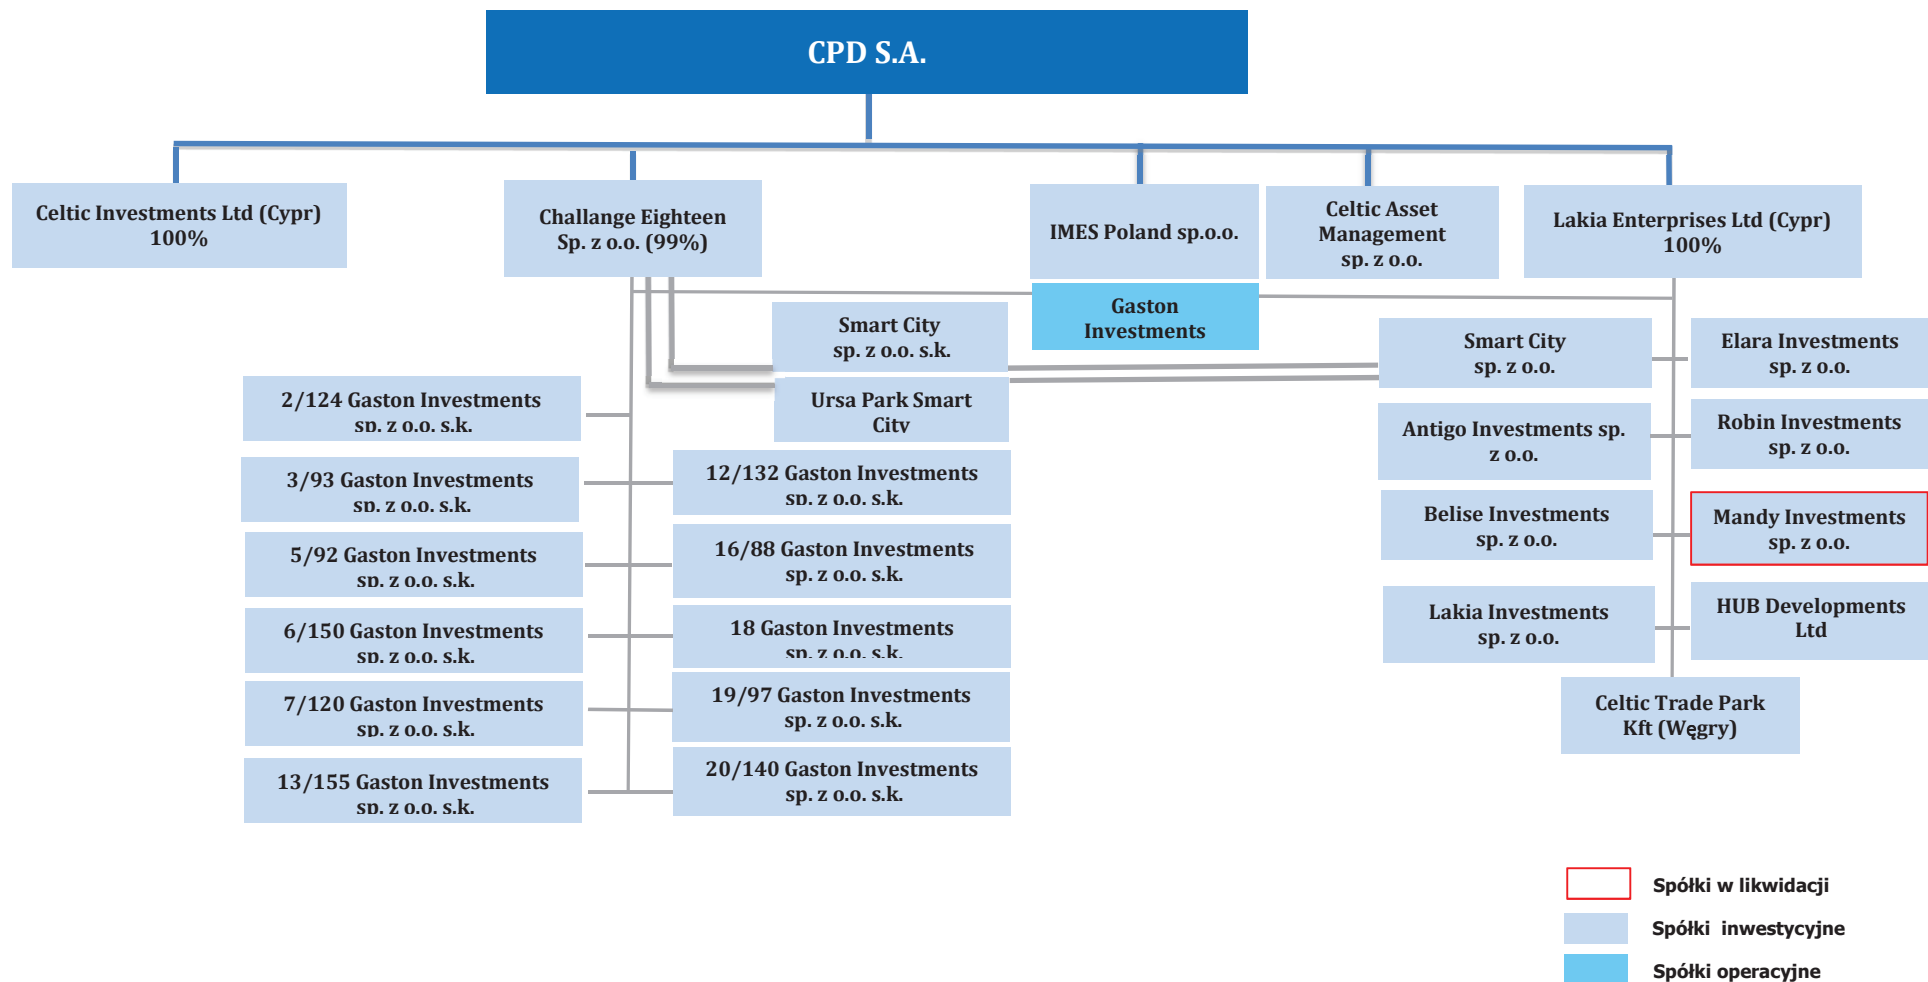 CPD S.A.
Celtic Investments Ltd (Cypr)
100%
Challange Eighteen
Sp. z o.o. (99%)
IMES Poland sp.o.o.
Celtic Asset
Management
sp. z o.o.
Lakia Enterprises Ltd (Cypr)
100%
Gaston
Investments
Smart City
sp. z o.o. s.k.
Ursa Park Smart
City
2/124 Gaston Investments
sp. z o.o. s.k.
3/93 Gaston Investments
sp. z o.o. s.k.
5/92 Gaston Investments
sp. z o.o. s.k.
6/150 Gaston Investments
sp. z o.o. s.k.
7/120 Gaston Investments
sp. z o.o. s.k.
13/155 Gaston Investments
sp. z o.o. s.k.
12/132 Gaston Investments
sp. z o.o. s.k.
16/88 Gaston Investments
sp. z o.o. s.k.
18 Gaston Investments
sp. z o.o. s.k.
19/97 Gaston Investments
sp. z o.o. s.k.
20/140 Gaston Investments
sp. z o.o. s.k.
Smart City
sp. z o.o.
Antigo Investments sp.
z o.o.
Belise Investments
sp. z o.o.
Lakia Investments
sp. z o.o.
Elara Investments
sp. z o.o.
Robin Investments
sp. z o.o.
Mandy Investments
sp. z o.o.
HUB Developments
Ltd
Celtic Trade Park
Kft (Węgry)
Spółki w likwidacji
Spółki inwestycyjne
Spółki operacyjne